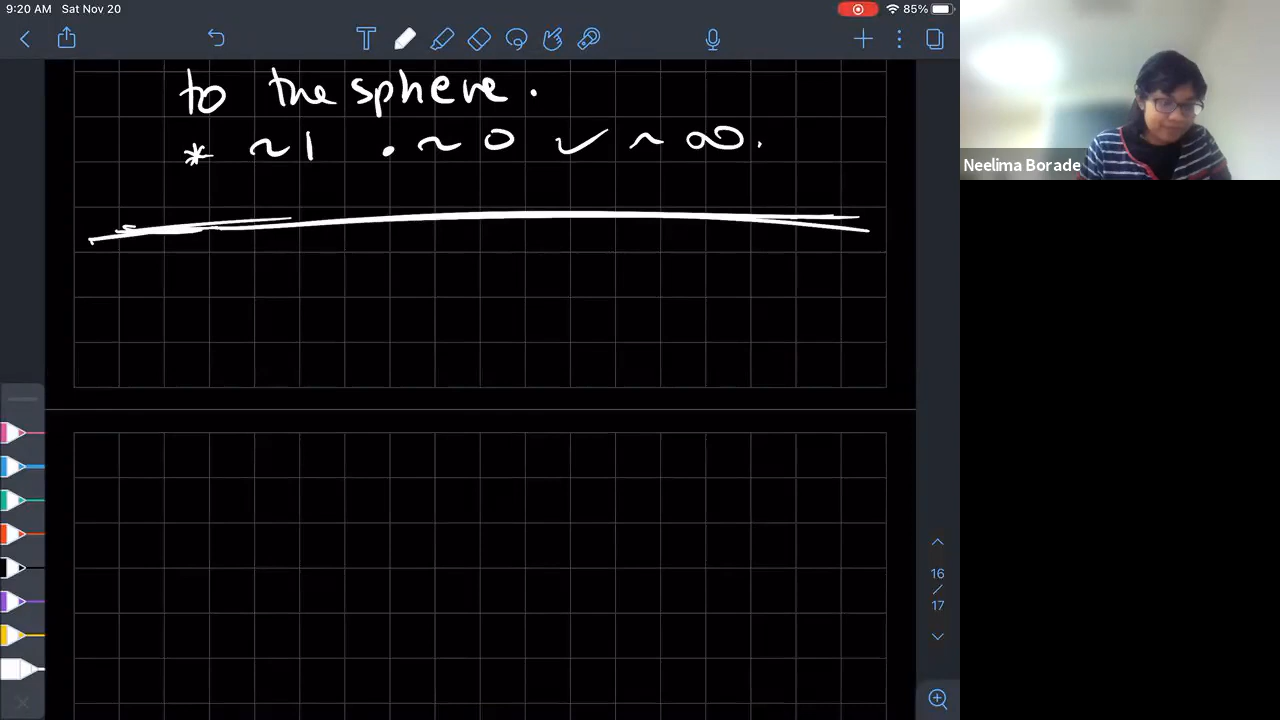 9:20 AM Sat Nov 20
85%
to the sphere.
* ~1 . ~ 0 ✓ ~ ∞.
Neelima Borade
16
/
17